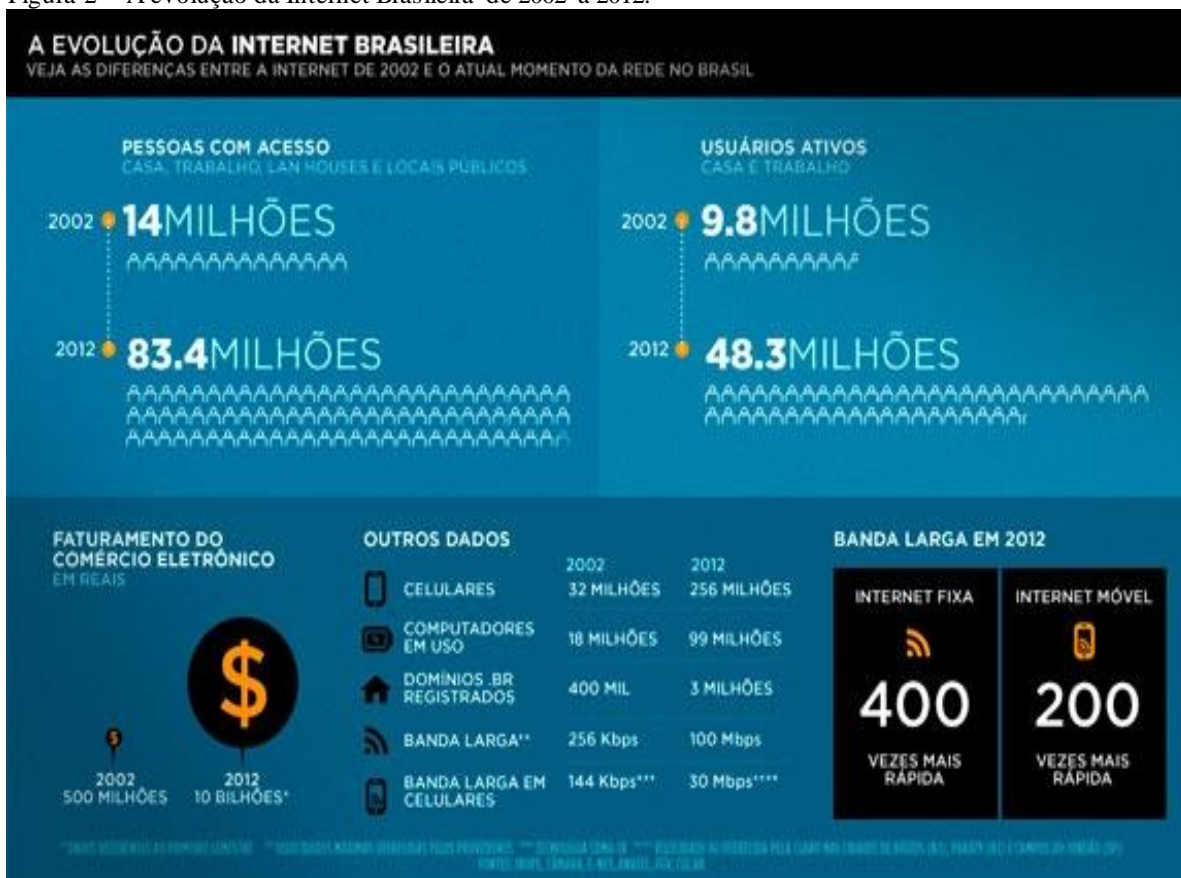 Figura 2 – A evolução da Internet Brasileira de 2002 a 2012.
A EVOLUÇÃO DA INTERNET BRASILEIRA
VEJA AS DIFERENÇAS ENTRE A INTERNET DE 2002 E O ATUAL MOMENTO DA REDE NO BRASIL
PESSOAS COM ACESSO
CASA, TRABALHO, LAN HOUSES E LOCAIS PÚBLICOS
2002 14MILHÕES
2012 83.4MILHÕES
USUÁRIOS ATIVOS
CASA E TRABALHO
2002 9.8MILHÕES
2012 48.3MILHÕES
FATURAMENTO DO
COMÉRCIO ELETRÔNICO
EM REAIS
$
$
2002 2012
500 MILHÕES 10 BILHÕES*
OUTROS DADOS
2002 2012
CELULARES 32 MILHÕES 256 MILHÕES
COMPUTADORES
EM USO 18 MILHÕES 99 MILHÕES
DOMÍNIOS .BR
REGISTRADOS 400 MIL 3 MILHÕES
BANDA LARGA** 256 Kbps 100 Mbps
BANDA LARGA EM
CELULARES 144 Kbps*** 30 Mbps****
BANDA LARGA EM 2012
INTERNET FIXA
400
VEZES MAIS
RÁPIDA
INTERNET MÓVEL
200
VEZES MAIS
RÁPIDA